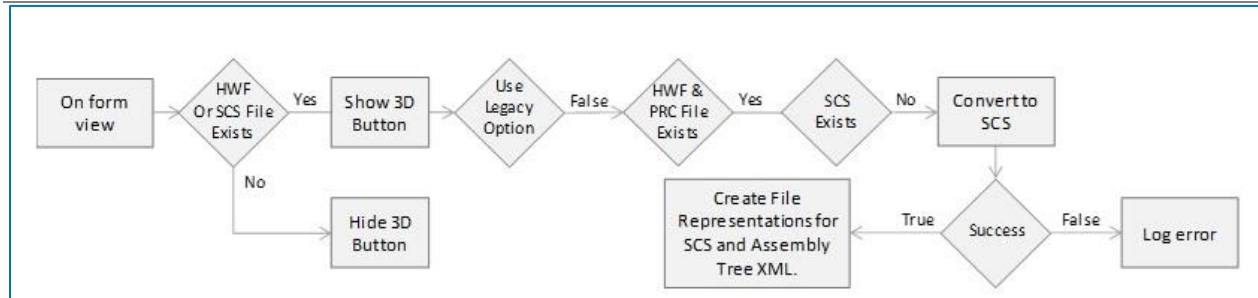 On form
view
HWF
Or SCS File
Exists
Yes
No
Show 3D
Button
Hide 3D
Button
Use
Legacy
Option
False
HWF &
PRC File
Exists
Yes
SCS
Exists
No
Convert to
SCS
Success
True
False
Create File
Representations for
SCS and Assembly
Tree XML.
Log error